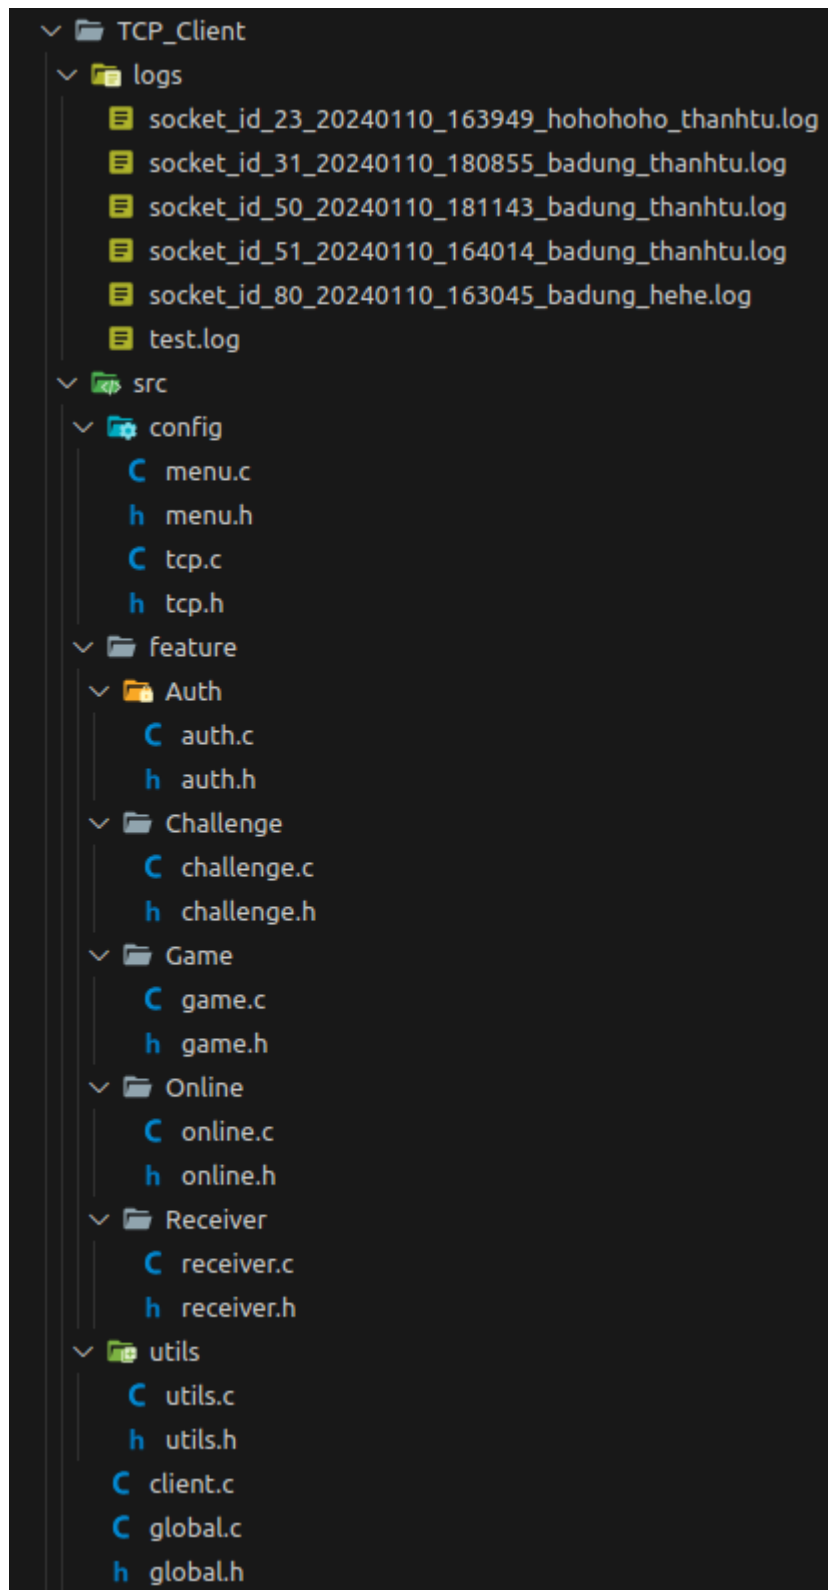 TCP_Client
logs
socket_id_23_20240110_163949_hohohoho_thanhtu.log
socket_id_31_20240110_180855_badung_thanhtu.log
socket_id_50_20240110_181143_badung_thanhtu.log
socket_id_51_20240110_164014_badung_thanhtu.log
socket_id_80_20240110_163045_badung_hehe.log
test.log
src
config
C menu.c
h menu.h
C tcp.c
h tcp.h
feature
Auth
C auth.c
h auth.h
Challenge
C challenge.c
h challenge.h
Game
C game.c
h game.h
Online
C online.c
h online.h
Receiver
C receiver.c
h receiver.h
utils
C utils.c
h utils.h
C client.c
C global.c
h global.h